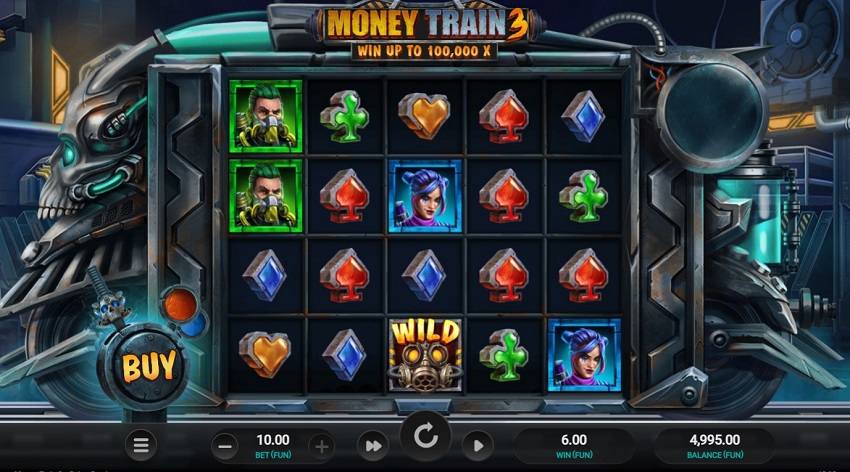 MONEY TRAIN 3
WIN UP TO 100,000 X
WILD
BUY
10.00
BET (FUN)
6.00
WIN (FUN)
4,995.00
BALANCE (FUN)